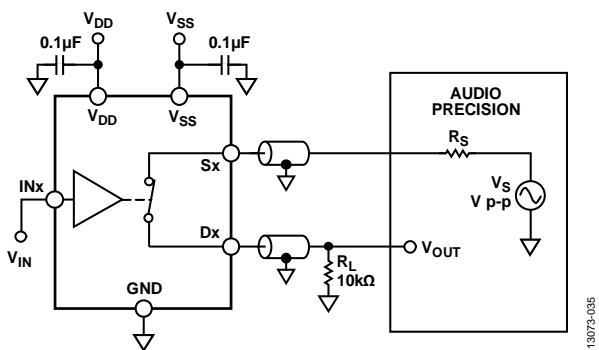 VDD
VSS
0.1µF
0.1µF
VDD
VSS
AUDIO
PRECISION
RS
Sx
VS
V p-p
INx
Dx
VOUT
VIN
RL
10kΩ
GND
13073-035